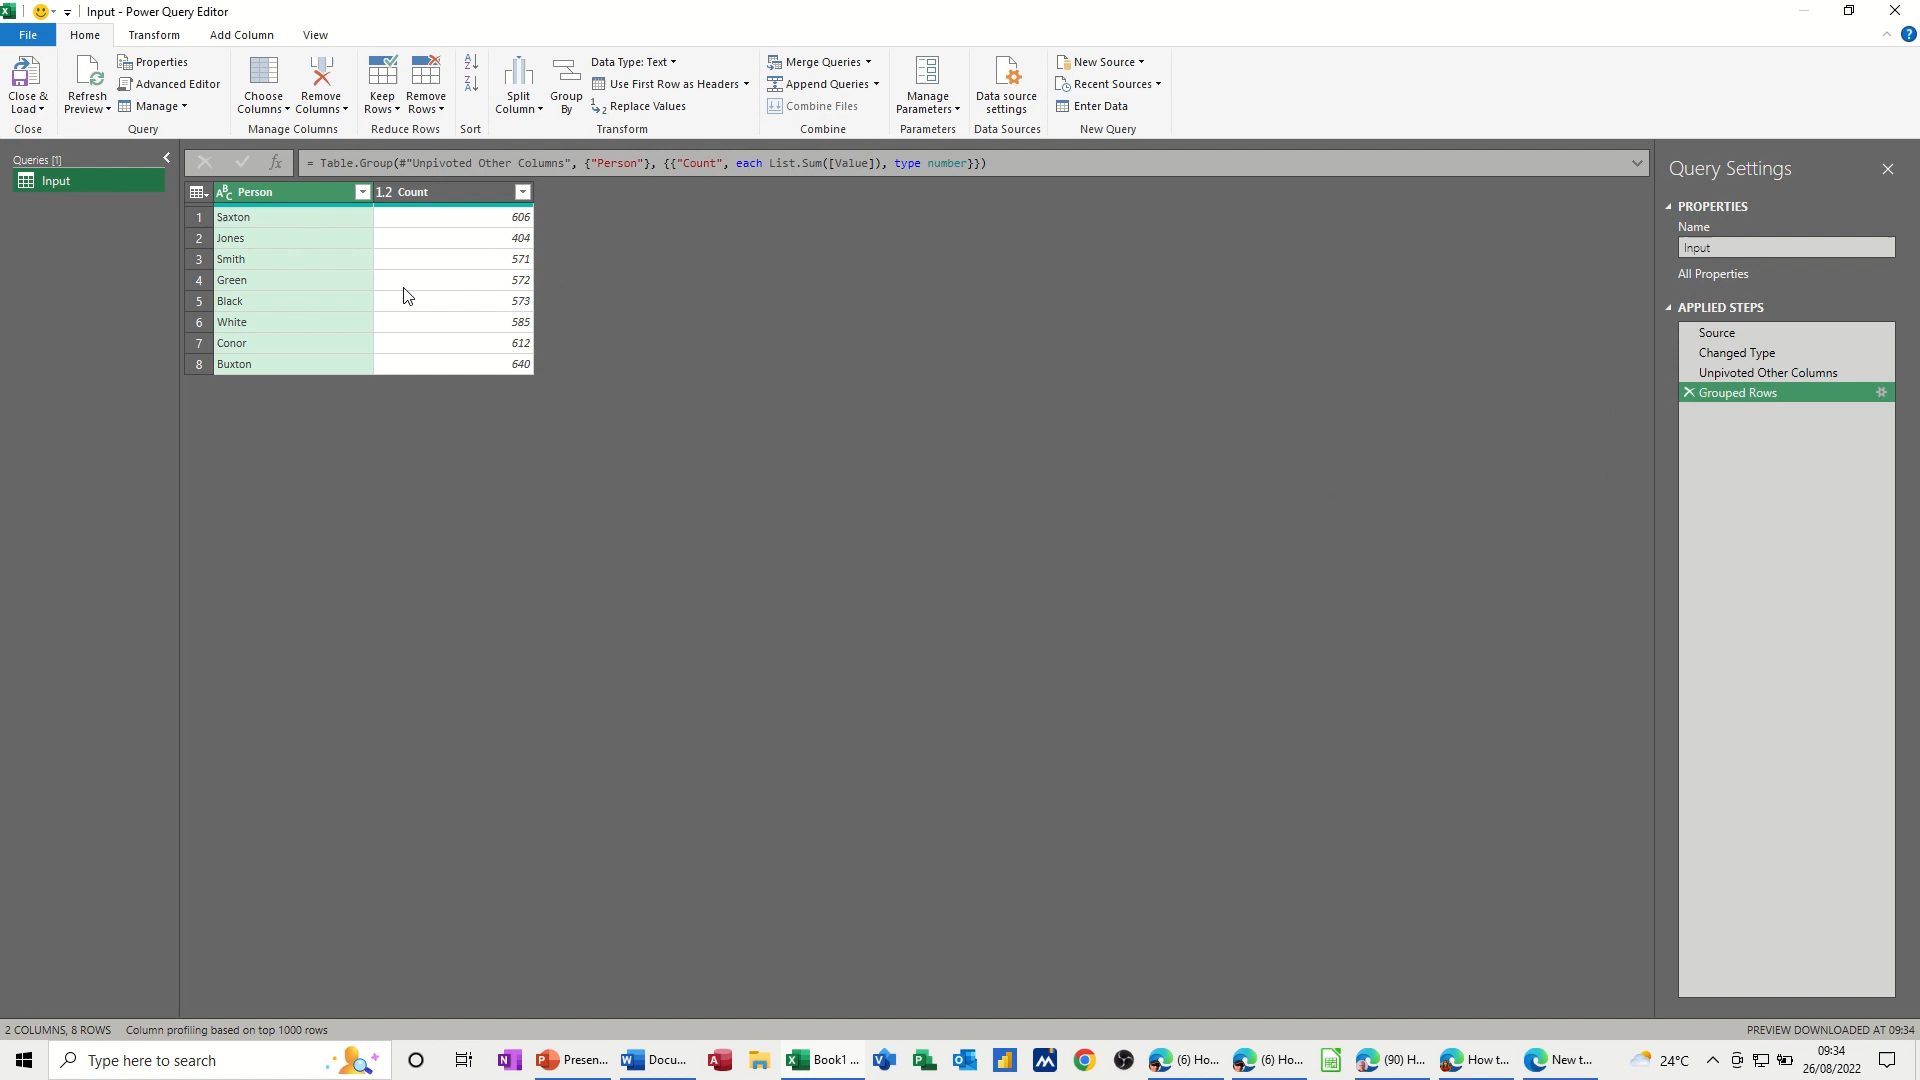 Input - Power Query Editor
File Home Transform Add Column View
Close & Load
Refresh Preview
Properties
Advanced Editor
Manage
Choose Columns
Remove Columns
Keep Rows
Remove Rows
Split Column
Group By
Data Type: Text
Use First Row as Headers
Replace Values
Merge Queries
Append Queries
Combine Files
Manage Parameters
Data source settings
New Source
Recent Sources
Enter Data
Close Query Manage Columns Reduce Rows Sort Transform Combine Parameters Data Sources New Query
Queries [1]
Input
= Table.Group(#"Unpivoted Other Columns", {"Person"}, {{"Count", each List.Sum([Value]), type number}})
Person 1.2 Count
1 Saxton 606
2 Jones 404
3 Smith 571
4 Green 572
5 Black 573
6 White 585
7 Conor 612
8 Buxton 640
Query Settings
PROPERTIES
Name
Input
All Properties
APPLIED STEPS
Source
Changed Type
Unpivoted Other Columns
Grouped Rows
2 COLUMNS, 8 ROWS Column profiling based on top 1000 rows
PREVIEW DOWNLOADED AT 09:34
Type here to search
Presen...
Docu...
Book1 ...
(6) Ho...
(6) Ho...
(90) H...
How t...
New t...
24°C
09:34
26/08/2022